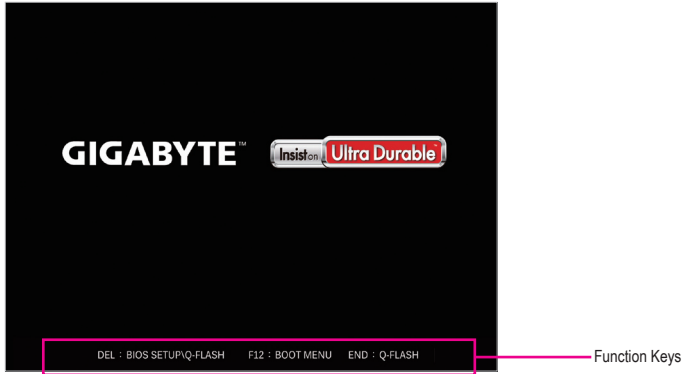 GIGABYTE™ Insist on Ultra Durable™
DEL : BIOS SETUP\Q-FLASH F12 : BOOT MENU END : Q-FLASH
Function Keys